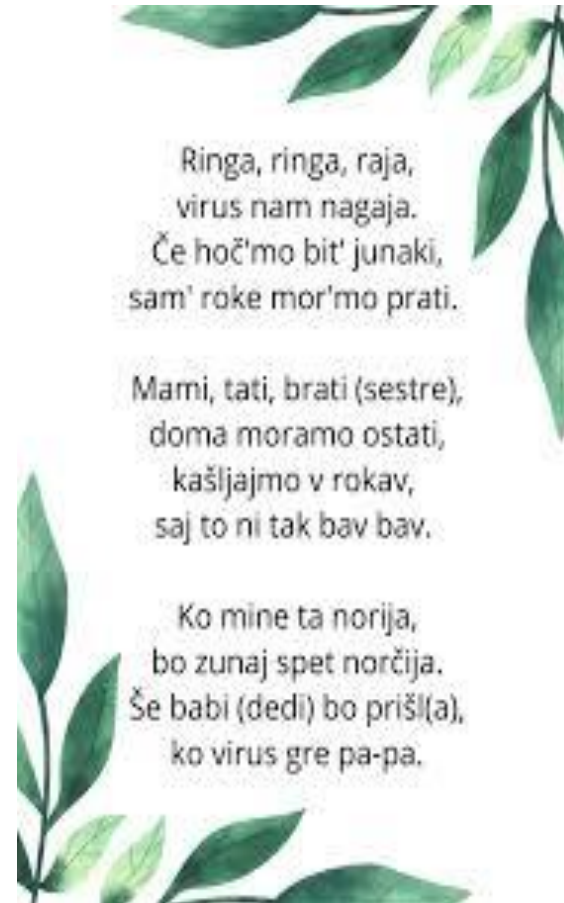 Ringa, ringa, raja,
virus nam nagaja.
Če hoč'mo bit' junaki,
sam' roke mor'mo prati.
Mami, tati, brati (sestre),
doma moramo ostati,
kašljajmo v rokav,
saj to ni tak bav bav.
Ko mine ta norija,
bo zunaj spet norčija.
Še babi (dedi) bo prišl(a),
ko virus gre pa-pa.